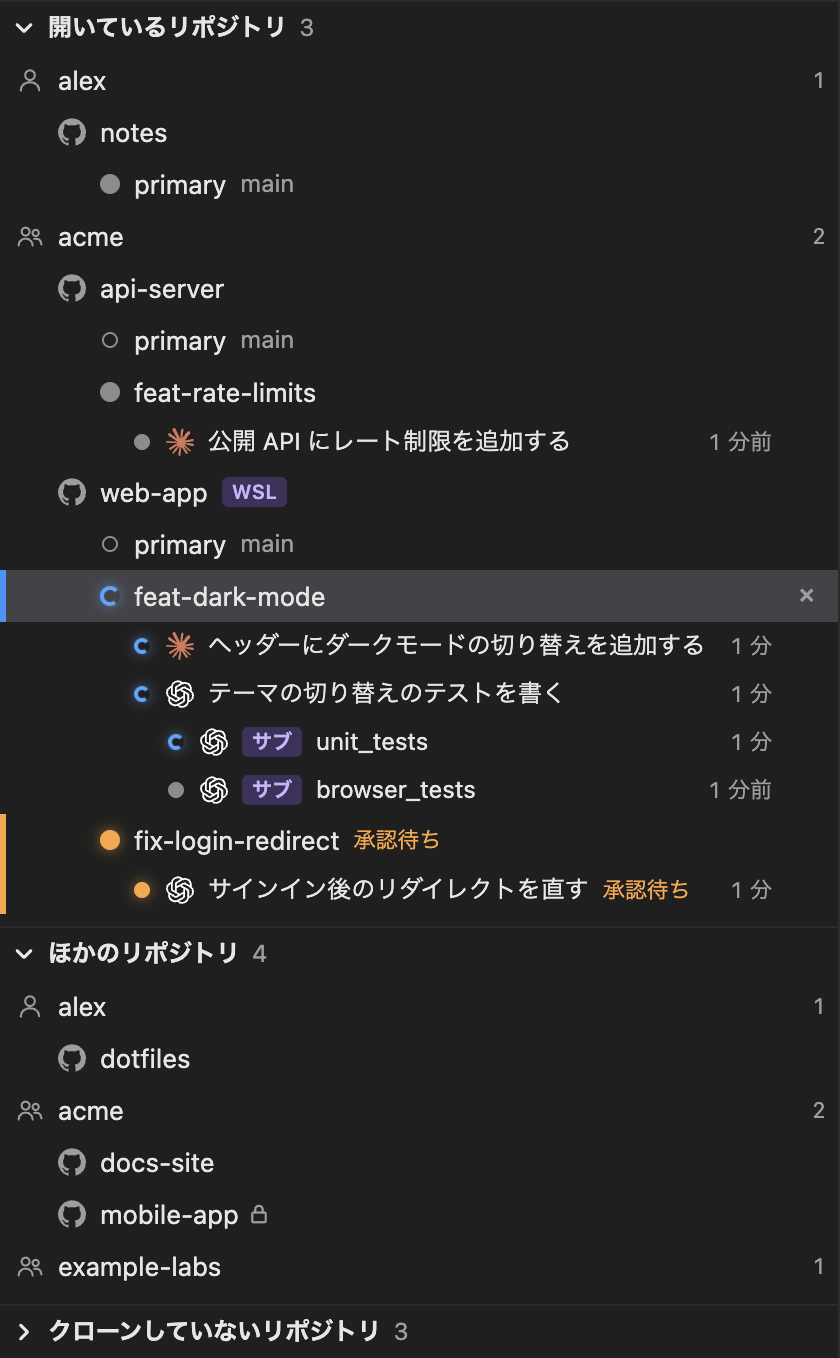 開いているリポジトリ 3
alex 1
notes
primary main
acme 2
api-server
primary main
feat-rate-limits
公開 API にレート制限を追加する 1 分前
web-app WSL
primary main
feat-dark-mode ×
ヘッダーにダークモードの切り替えを追加する 1 分
テーマの切り替えのテストを書く 1 分
サブ unit_tests 1 分
サブ browser_tests 1 分前
fix-login-redirect 承認待ち
サインイン後のリダイレクトを直す 承認待ち 1 分
ほかのリポジトリ 4
alex 1
dotfiles
acme 2
docs-site
mobile-app
example-labs 1
クローンしていないリポジトリ 3